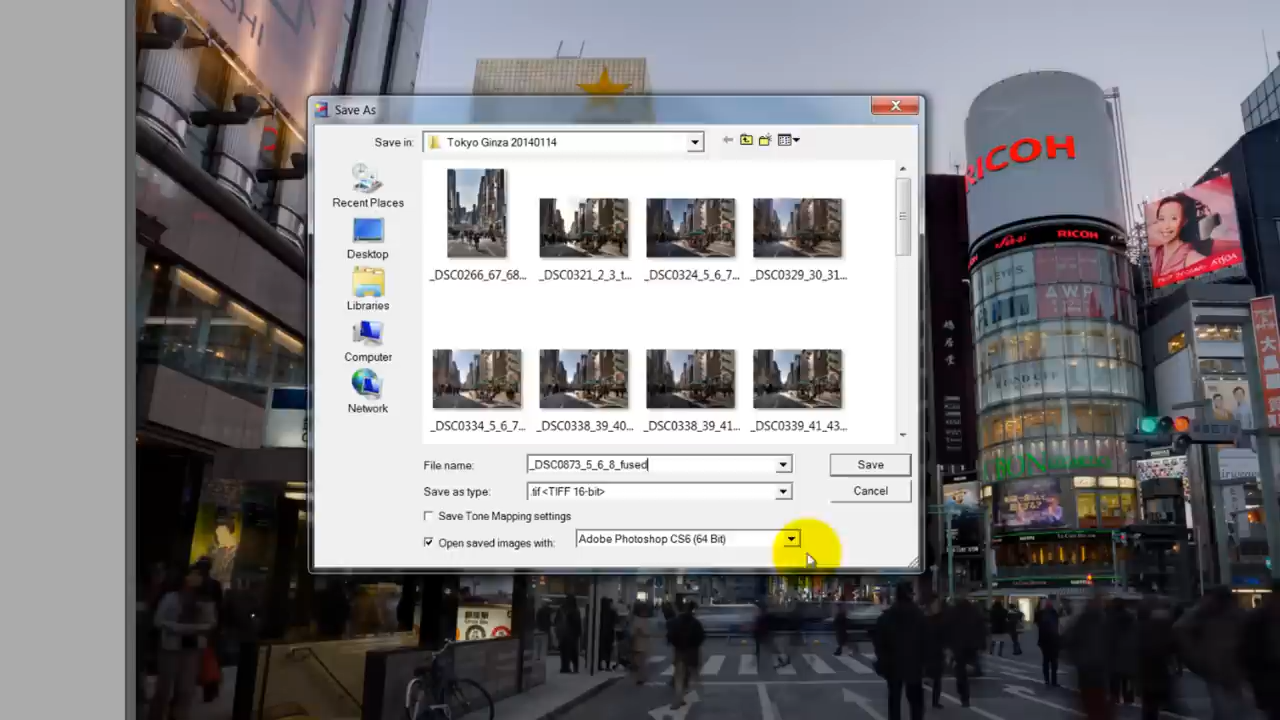 Save As
Save in:
Tokyo Ginza 20140114
Recent Places
Desktop
Libraries
Computer
Network
_DSC0266_67_68...
_DSC0321_2_3_t...
_DSC0324_5_6_7...
_DSC0329_30_31...
_DSC0334_5_6_7...
_DSC0338_39_40...
_DSC0338_39_41...
_DSC0339_41_43...
File name:
_DSC0873_5_6_8_fused
Save
Save as type:
.tif <TIFF 16-bit>
Cancel
Save Tone Mapping settings
Open saved images with:
Adobe Photoshop CS6 (64 Bit)
RICOH
RICOH
AWP